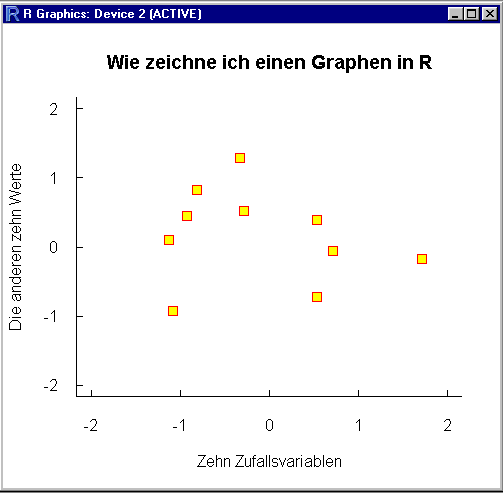 R Graphics: Device 2 (ACTIVE)
Wie zeichne ich einen Graphen in R
Die anderen zehn Werte
2
1
0
-1
-2
-2 -1 0 1 2
Zehn Zufallsvariablen